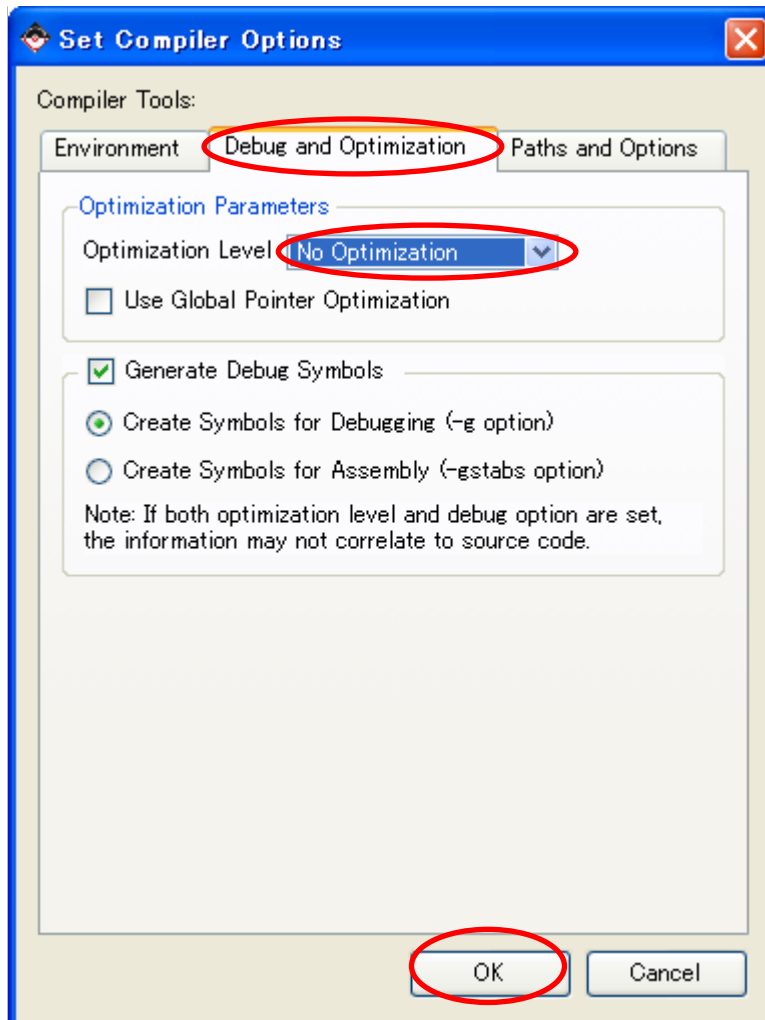 Set Compiler Options
Compiler Tools:
Environment
Debug and Optimization
Paths and Options
Optimization Parameters
Optimization Level
No Optimization
Use Global Pointer Optimization
Generate Debug Symbols
Create Symbols for Debugging (-g option)
Create Symbols for Assembly (-gstabs option)
Note: If both optimization level and debug option are set,
the information may not correlate to source code.
OK
Cancel